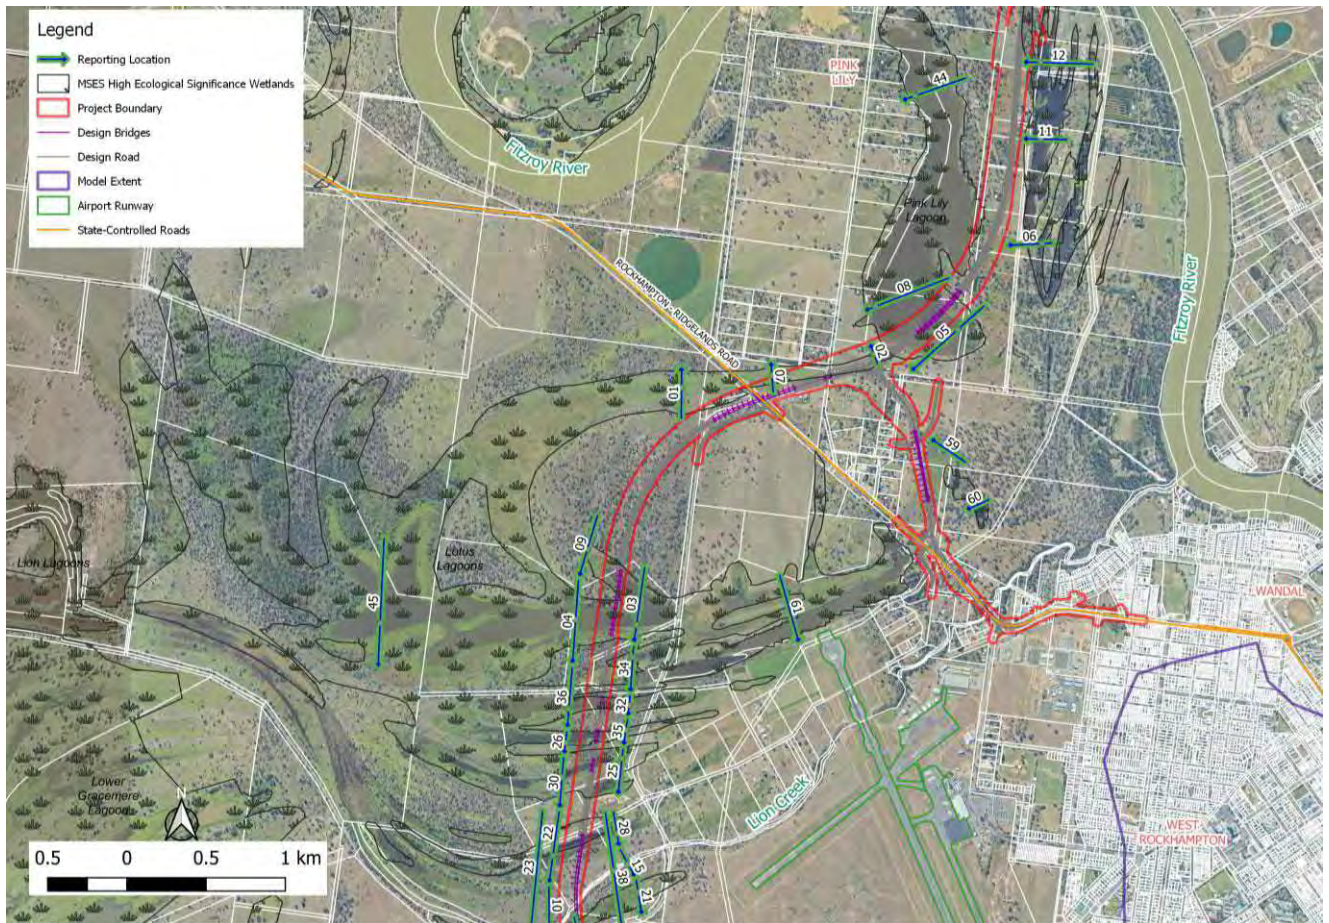 Legend
Reporting Location
MSES High Ecological Significance Wetlands
Project Boundary
Design Bridges
Design Road
Model Extent
Airport Runway
State-Controlled Roads
PINK
LILY
44
12
11
Fitzroy River
Pink Lily
Lagoon
06
ROCKHAMPTON - RIDGELANDS ROAD
08
05
Fitzroy River
02
07
01
59
60
Lion Lagoons
Lotus
Lagoons
09
45
04
03
61
WANDAL
34
36
32
26
35
30
25
Lower
Gracemere
Lagoon
N
Lion Creek
22
28
23
15
38
21
10
WEST
ROCKHAMPTON
0.5 0 0.5 1 km